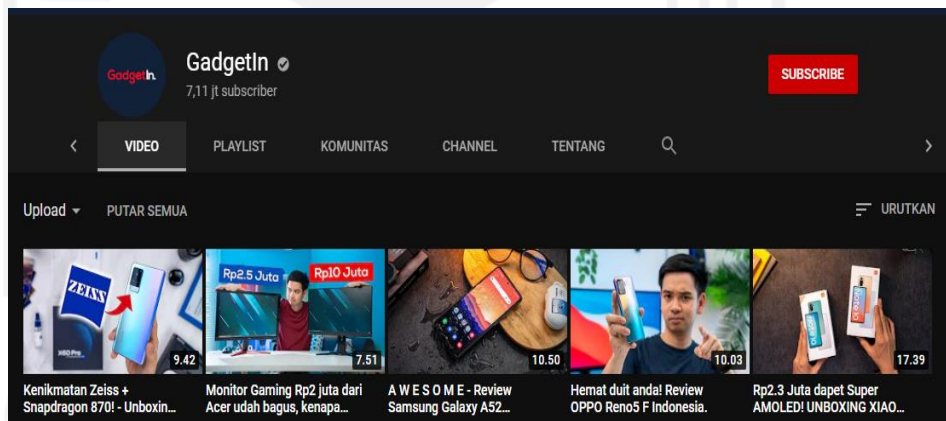 GadgetIn.
GadgetIn
7,11 jt subscriber
SUBSCRIBE
VIDEO
PLAYLIST
KOMUNITAS
CHANNEL
TENTANG
Upload
PUTAR SEMUA
URUTKAN
ZEISS
X60 Pro
9.42
Rp2.5 Juta
Rp10 Juta
7.51
10.50
10.03
17.39
Kenikmatan Zeiss +
Snapdragon 870! - Unboxin...
Monitor Gaming Rp2 juta dari
Acer udah bagus, kenapa...
A W E S O M E - Review
Samsung Galaxy A52...
Hemat duit anda! Review
OPPO Reno5 F Indonesia.
Rp2.3 Juta dapet Super
AMOLED! UNBOXING XIAO...